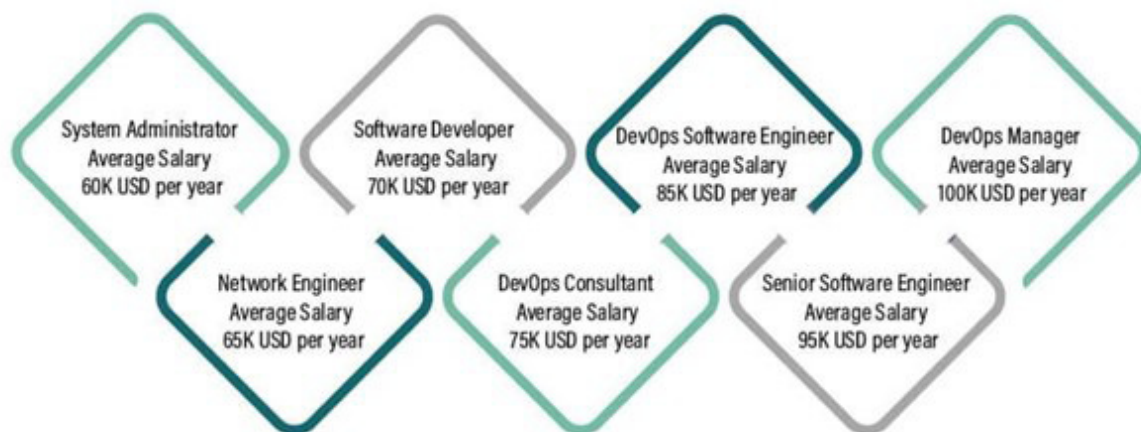 System Administrator
Average Salary
60K USD per year
Software Developer
Average Salary
70K USD per year
DevOps Software Engineer
Average Salary
85K USD per year
DevOps Manager
Average Salary
100K USD per year
Network Engineer
Average Salary
65K USD per year
DevOps Consultant
Average Salary
75K USD per year
Senior Software Engineer
Average Salary
95K USD per year